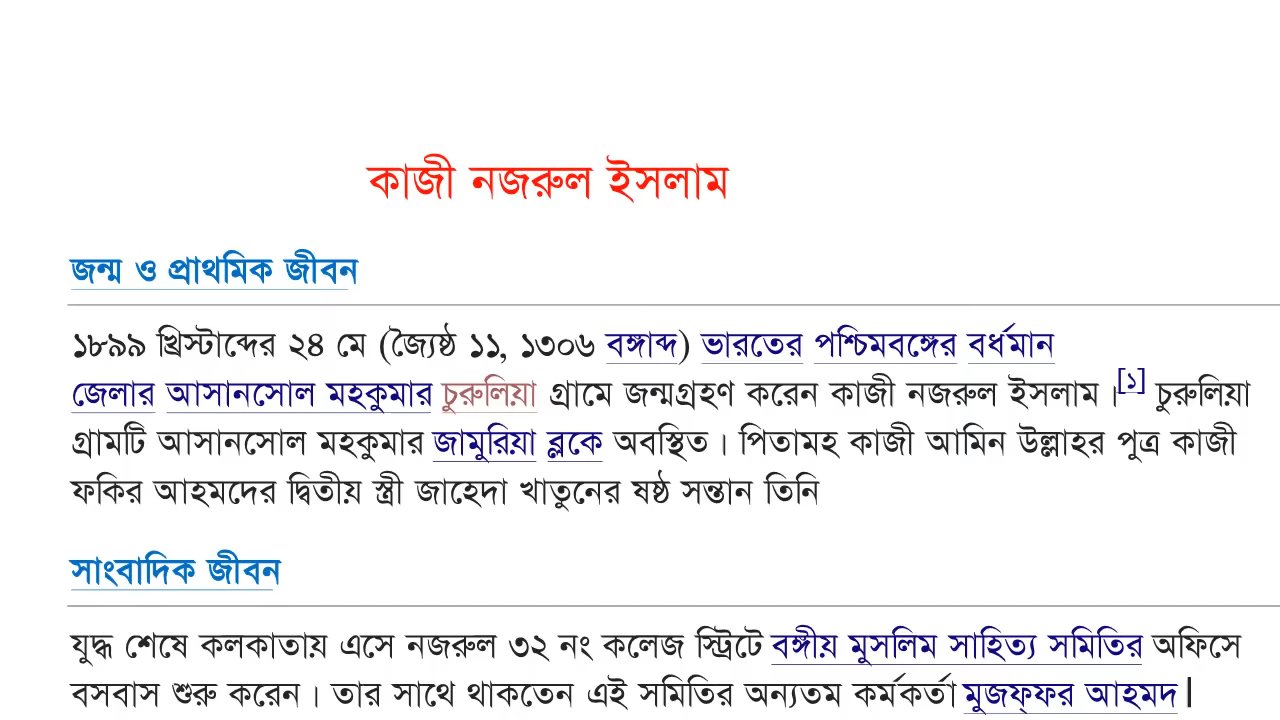 কাজী নজরুল ইসলাম
জন্ম ও প্রাথমিক জীবন
১৮৯৯ খ্রিস্টাব্দের ২৪ মে (জ্যৈষ্ঠ ১১, ১৩০৬ বঙ্গাব্দ) ভারতের পশ্চিমবঙ্গের বর্ধমান
জেলার আসানসোল মহকুমার চুরুলিয়া গ্রামে জন্মগ্রহণ করেন কাজী নজরুল ইসলাম।[১] চুরুলিয়া
গ্রামটি আসানসোল মহকুমার জামুরিয়া ব্লকে অবস্থিত। পিতামহ কাজী আমিন উল্লাহর পুত্র কাজী
ফকির আহমদের দ্বিতীয় স্ত্রী জাহেদা খাতুনের ষষ্ঠ সন্তান তিনি
সাংবাদিক জীবন
যুদ্ধ শেষে কলকাতায় এসে নজরুল ৩২ নং কলেজ স্ট্রিটে বঙ্গীয় মুসলিম সাহিত্য সমিতির অফিসে
বসবাস শুরু করেন। তার সাথে থাকতেন এই সমিতির অন্যতম কর্মকর্তা মুজফ্‌ফর আহমদ।